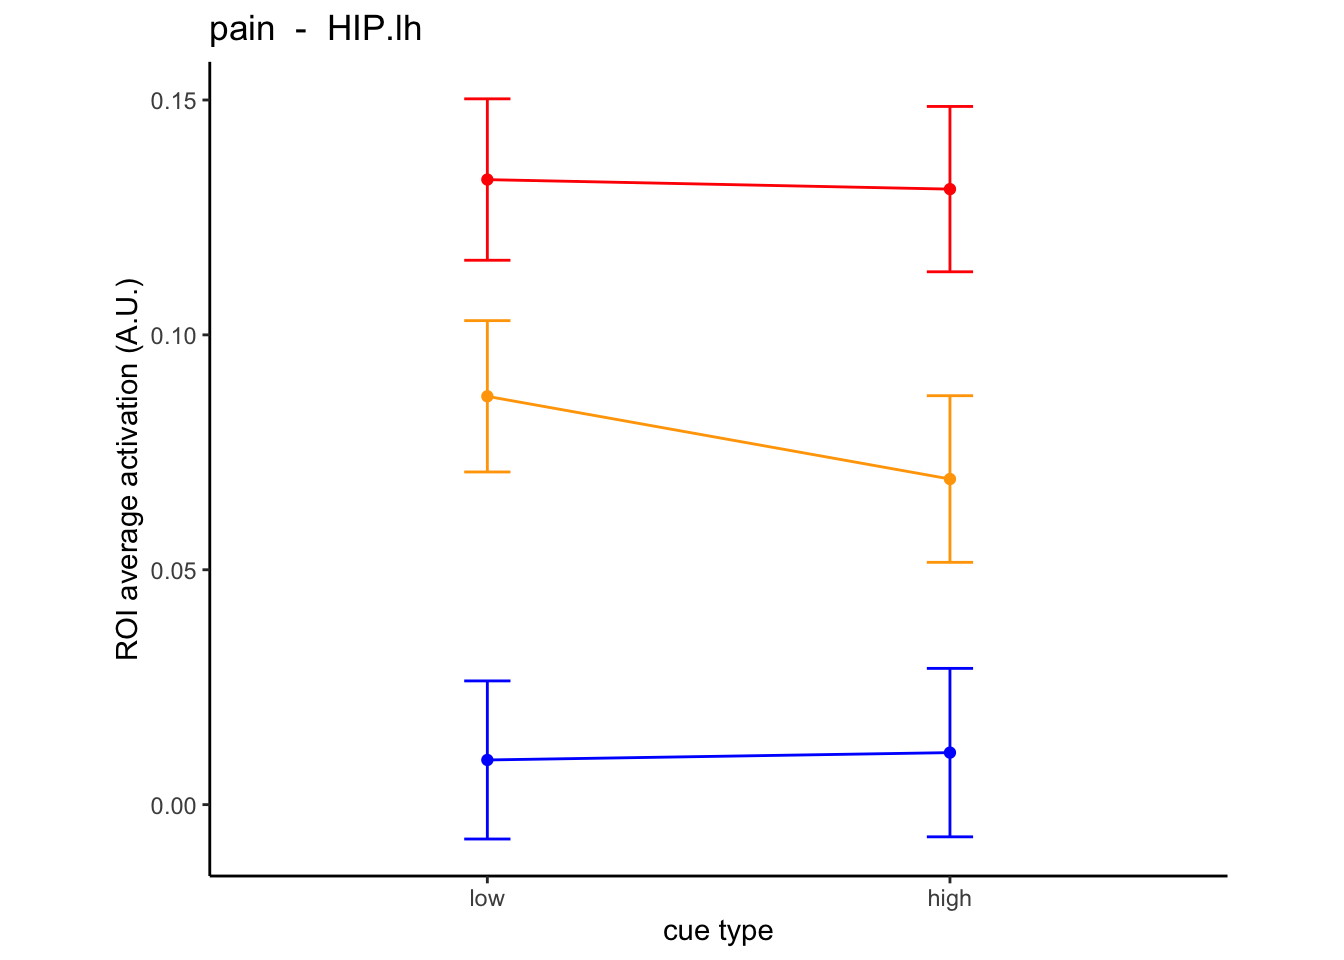 pain - HIP.lh
ROI average activation (A.U.)
0.15
0.10
0.05
0.00
low
high
cue type